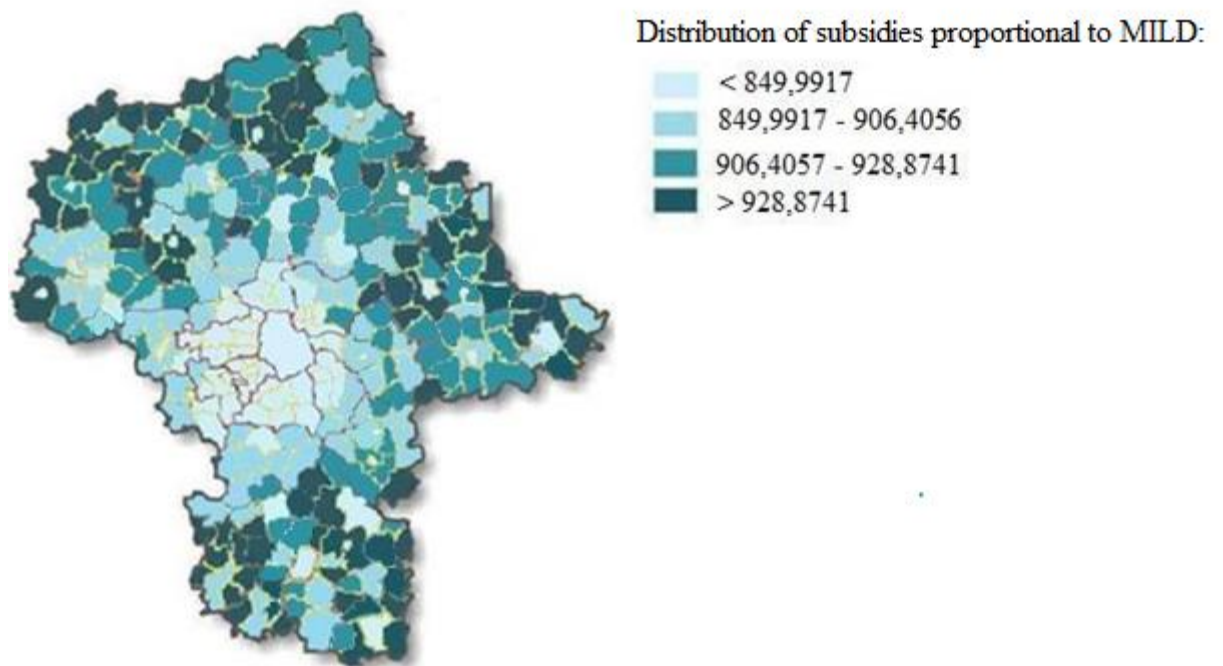 Distribution of subsidies proportional to MILD:
< 849,9917
849,9917 - 906,4056
906,4057 - 928,8741
> 928,8741